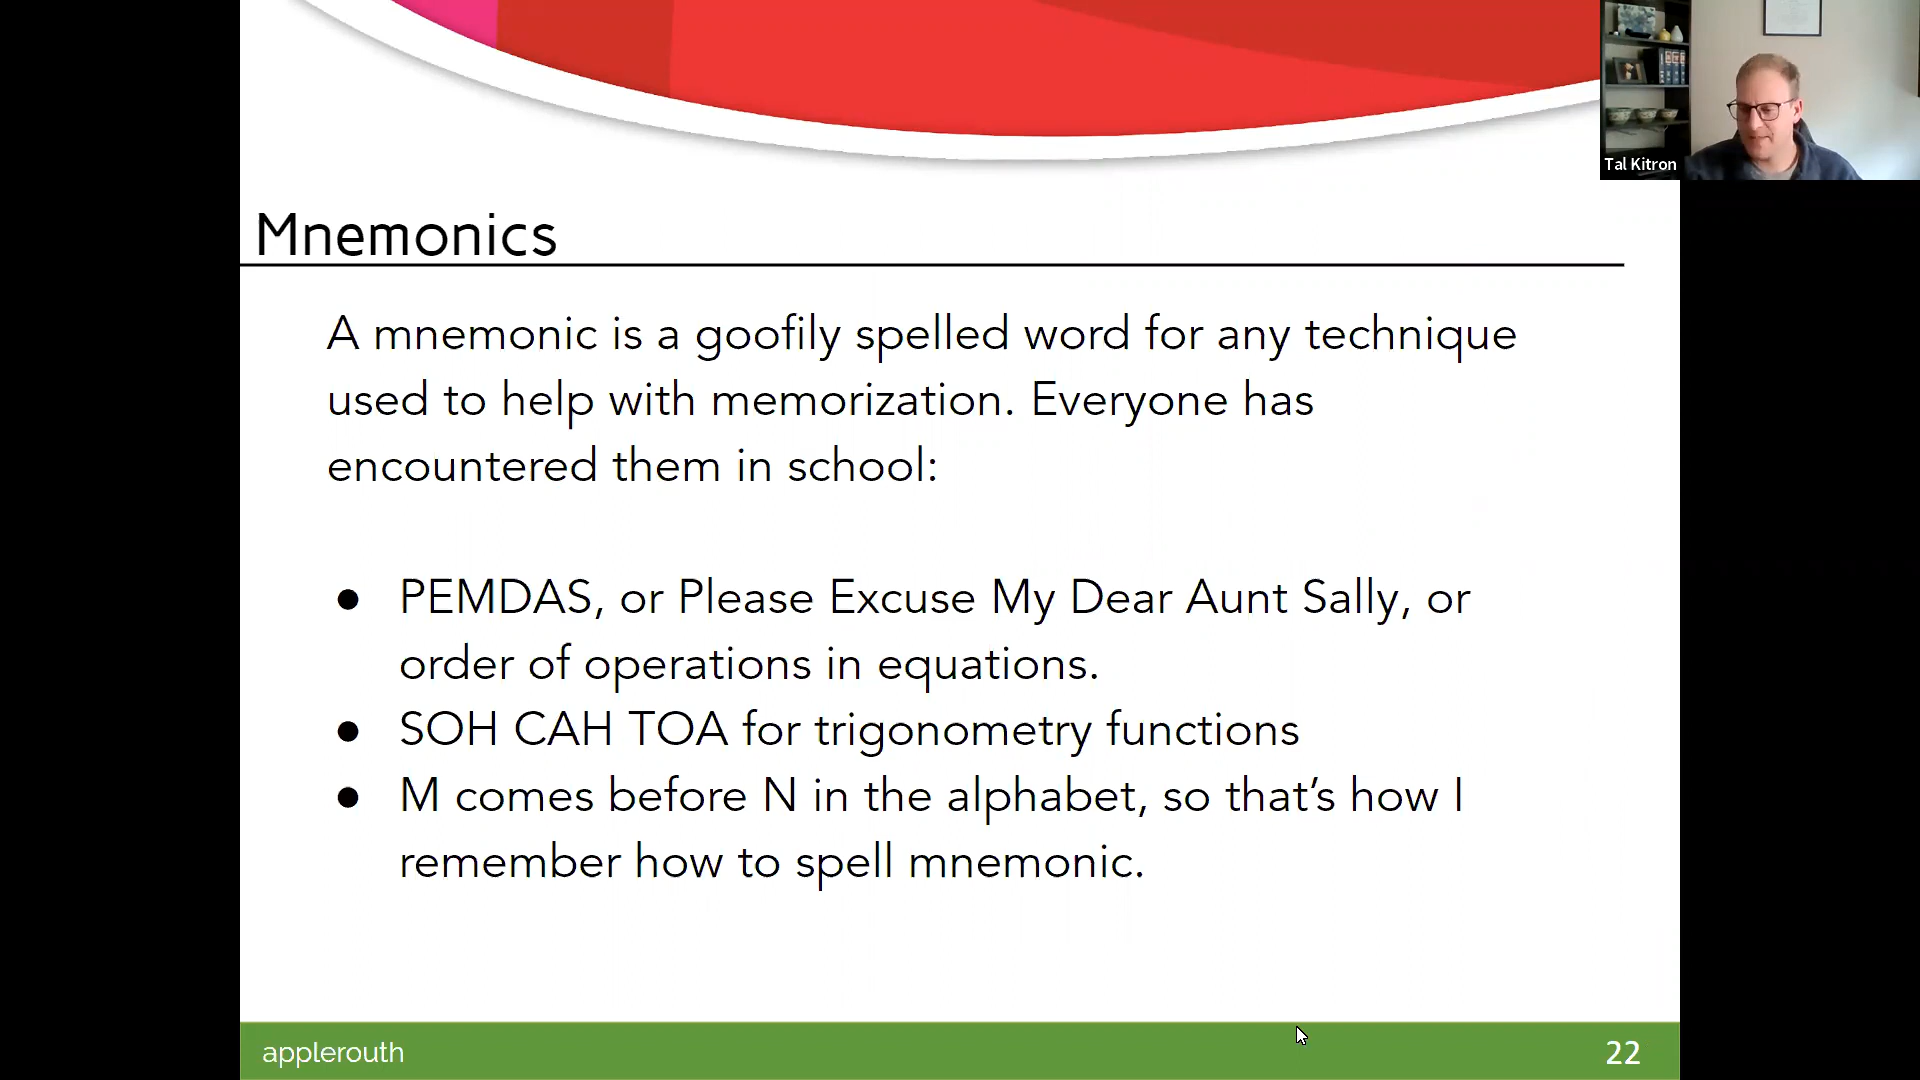 Tal Kitron
Mnemonics
A mnemonic is a goofily spelled word for any technique
used to help with memorization. Everyone has
encountered them in school:
● PEMDAS, or Please Excuse My Dear Aunt Sally, or
order of operations in equations.
● SOH CAH TOA for trigonometry functions
● M comes before N in the alphabet, so that’s how I
remember how to spell mnemonic.
applerouth
22